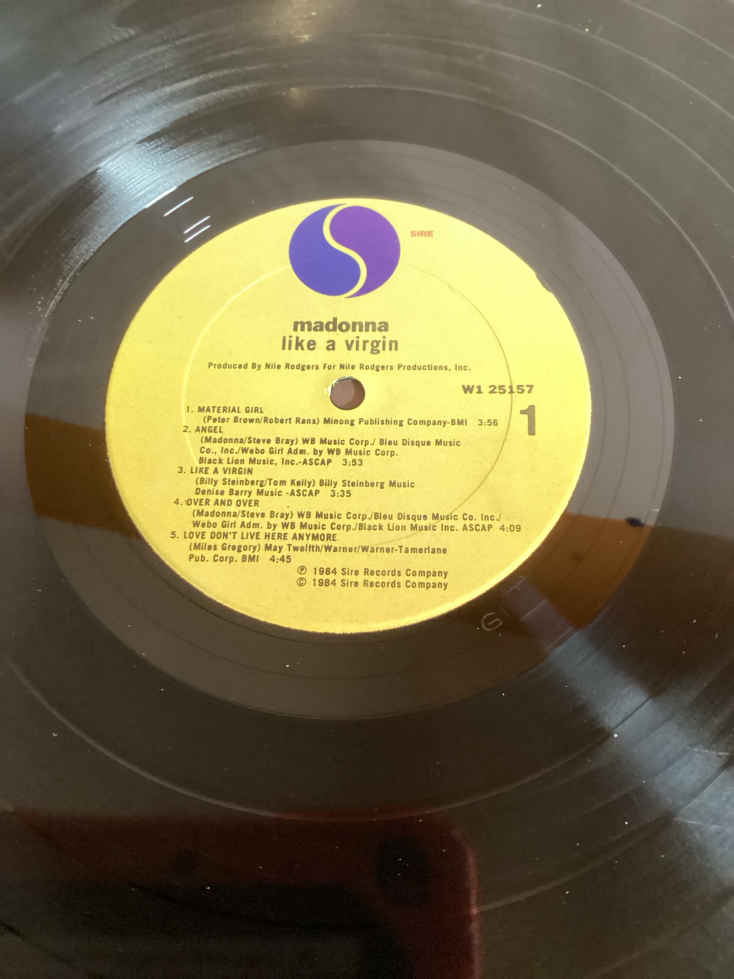 SIRE
madonna
like a virgin
Produced By Nile Rodgers For Nile Rodgers Productions, Inc.
W1 25157
1
1. MATERIAL GIRL
(Peter Brown/Robert Rans) Minong Publishing Company-BMI 3:56
2. ANGEL
(Madonna/Steve Bray) WB Music Corp./ Bleu Disque Music
Co., Inc./Webo Girl Adm. by WB Music Corp.
Black Lion Music, Inc.-ASCAP 3:53
3. LIKE A VIRGIN
(Billy Steinberg/Tom Kelly) Billy Steinberg Music
Denise Barry Music -ASCAP 3:35
4. OVER AND OVER
(Madonna/Steve Bray) WB Music Corp./Bleu Disque Music Co. Inc./
Webo Girl Adm. by WB Music Corp./Black Lion Music Inc. ASCAP 4:09
5. LOVE DON'T LIVE HERE ANYMORE
(Miles Gregory) May Twelfth/Warner/Warner-Tamerlane
Pub. Corp. BMI 4:45
℗ 1984 Sire Records Company
© 1984 Sire Records Company
G